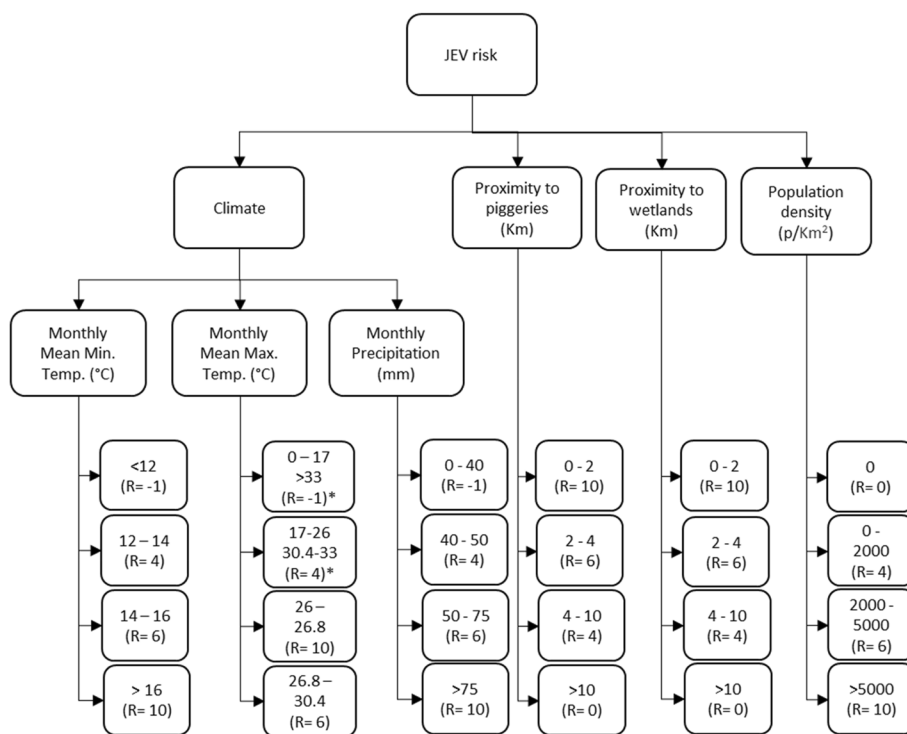 JEV risk
Climate
Proximity to
piggeries
(Km)
Proximity to
wetlands
(Km)
Population
density
(p/Km²)
Monthly
Mean Min.
Temp. (°C)
Monthly
Mean Max.
Temp. (°C)
Monthly
Precipitation
(mm)
<12
(R= -1)
12 – 14
(R= 4)
14 – 16
(R= 6)
> 16
(R= 10)
0 – 17
>33
(R= -1)*
17-26
30.4-33
(R= 4)*
26 –
26.8
(R= 10)
26.8 –
30.4
(R= 6)
0 - 40
(R= -1)
40 - 50
(R= 4)
50 - 75
(R= 6)
>75
(R= 10)
0 - 2
(R= 10)
2 - 4
(R= 6)
4 - 10
(R= 4)
>10
(R= 0)
0 - 2
(R= 10)
2 - 4
(R= 6)
4 - 10
(R= 4)
>10
(R= 0)
0
(R= 0)
0 -
2000
(R= 4)
2000 -
5000
(R= 6)
>5000
(R= 10)